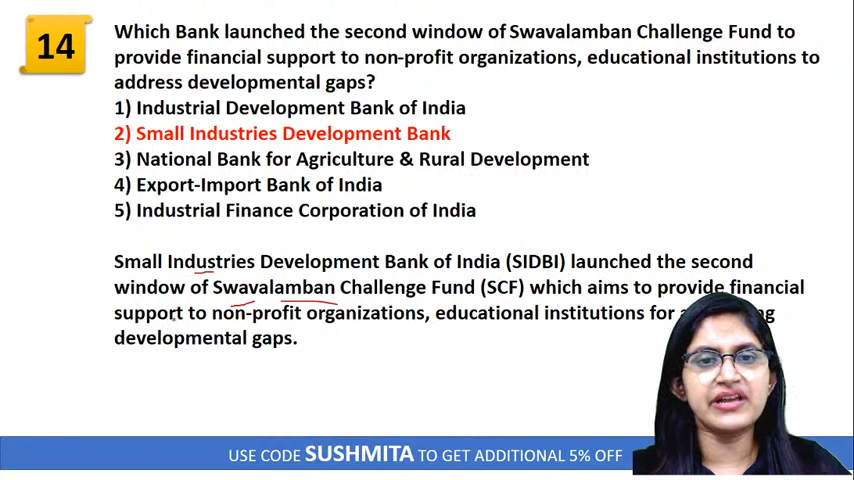 14
Which Bank launched the second window of Swavalamban Challenge Fund to
provide financial support to non-profit organizations, educational institutions to
address developmental gaps?
1) Industrial Development Bank of India
2) Small Industries Development Bank
3) National Bank for Agriculture & Rural Development
4) Export-Import Bank of India
5) Industrial Finance Corporation of India
Small Industries Development Bank of India (SIDBI) launched the second
window of Swavalamban Challenge Fund (SCF) which aims to provide financial
support to non-profit organizations, educational institutions for
developmental gaps.
USE CODE SUSHMITA TO GET ADDITIONAL 5% OFF